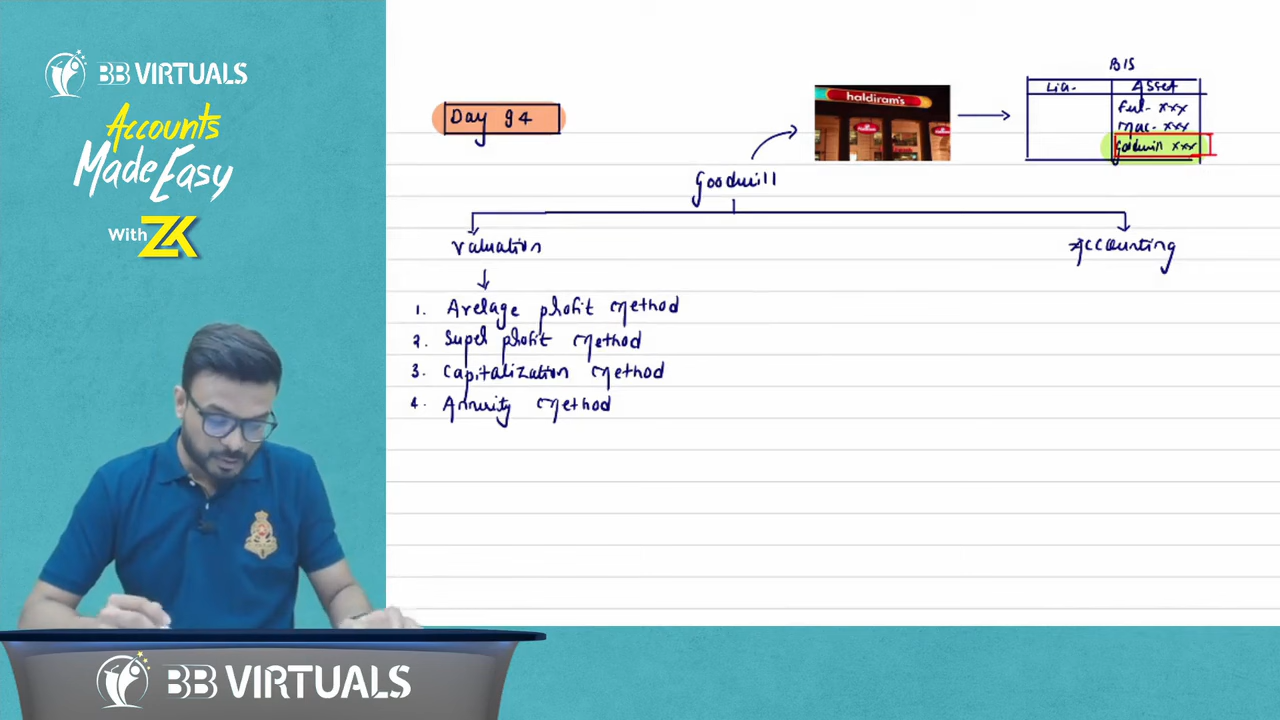 BB VIRTUALS
Accounts
Made Easy
With ZK
Day 94
haldiram's
B/S
Lia. Asset
Fur. xxx
Mac. xxx
Goodwill xxx
Goodwill
Valuation
Accounting
1. Average profit method
2. Super profit method
3. Capitalization method
4. Annuity method
BB VIRTUALS